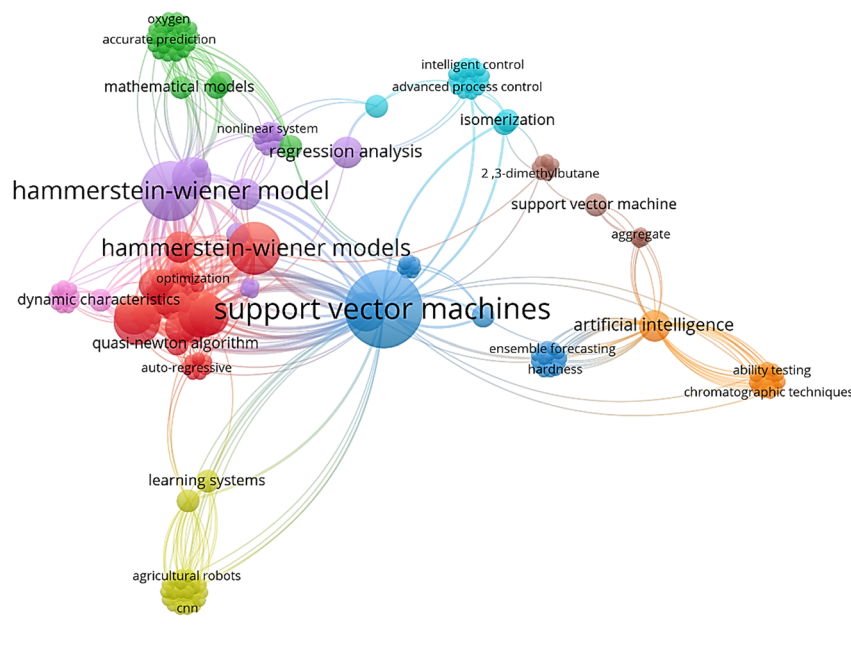 oxygen
accurate prediction
mathematical models
intelligent control
advanced process control
isomerization
nonlinear system
regression analysis
2 ,3-dimethylbutane
hammerstein-wiener model
support vector machine
aggregate
hammerstein-wiener models
optimization
dynamic characteristics
support vector machines
artificial intelligence
quasi-newton algorithm
ensemble forecasting
auto-regressive
hardness
ability testing
chromatographic techniques
learning systems
agricultural robots
cnn